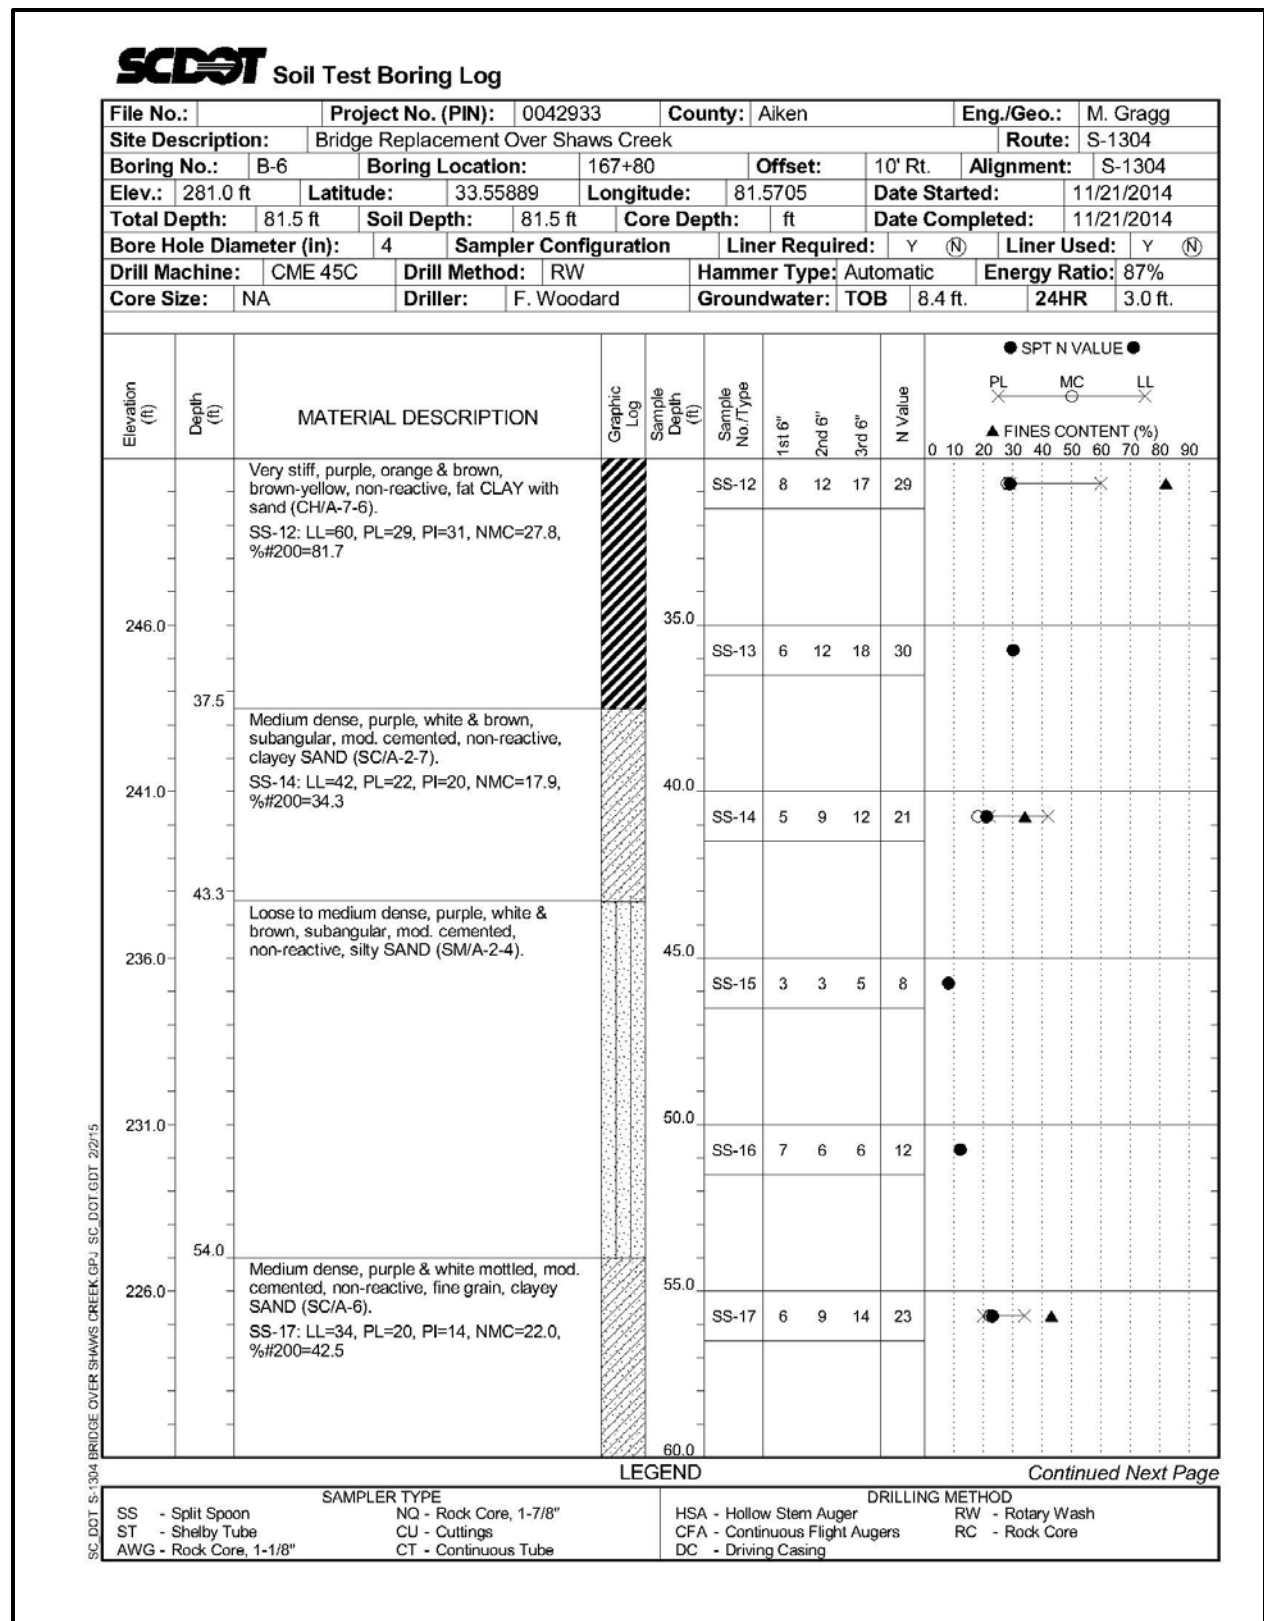 SCDOT Soil Test Boring Log
File No.: Project No. (PIN): 0042933 County: Aiken Eng./Geo.: M. Gragg
Site Description: Bridge Replacement Over Shaws Creek Route: S-1304
Boring No.: B-6 Boring Location: 167+80 Offset: 10' Rt. Alignment: S-1304
Elev.: 281.0 ft Latitude: 33.55889 Longitude: 81.5705 Date Started: 11/21/2014
Total Depth: 81.5 ft Soil Depth: 81.5 ft Core Depth: ft Date Completed: 11/21/2014
Bore Hole Diameter (in): 4 Sampler Configuration Liner Required: Y N Liner Used: Y N
Drill Machine: CME 45C Drill Method: RW Hammer Type: Automatic Energy Ratio: 87%
Core Size: NA Driller: F. Woodard Groundwater: TOB 8.4 ft. 24HR 3.0 ft.
Elevation (ft) Depth (ft) MATERIAL DESCRIPTION Graphic Log Sample Depth (ft) Sample No./Type 1st 6" 2nd 6" 3rd 6" N Value
● SPT N VALUE ●
PL MC LL
▲ FINES CONTENT (%)
0 10 20 30 40 50 60 70 80 90
Very stiff, purple, orange & brown,
brown-yellow, non-reactive, fat CLAY with
sand (CH/A-7-6).
SS-12: LL=60, PL=29, PI=31, NMC=27.8,
%#200=81.7
SS-12 8 12 17 29
246.0 35.0
SS-13 6 12 18 30
37.5
Medium dense, purple, white & brown,
subangular, mod. cemented, non-reactive,
clayey SAND (SC/A-2-7).
SS-14: LL=42, PL=22, PI=20, NMC=17.9,
%#200=34.3
241.0 40.0
SS-14 5 9 12 21
43.3
Loose to medium dense, purple, white &
brown, subangular, mod. cemented,
non-reactive, silty SAND (SM/A-2-4).
236.0 45.0
SS-15 3 3 5 8
231.0 50.0
SS-16 7 6 6 12
54.0
Medium dense, purple & white mottled, mod.
cemented, non-reactive, fine grain, clayey
SAND (SC/A-6).
SS-17: LL=34, PL=20, PI=14, NMC=22.0,
%#200=42.5
226.0 55.0
SS-17 6 9 14 23
60.0
LEGEND Continued Next Page
SAMPLER TYPE DRILLING METHOD
SS - Split Spoon NQ - Rock Core, 1-7/8" HSA - Hollow Stem Auger RW - Rotary Wash
ST - Shelby Tube CU - Cuttings CFA - Continuous Flight Augers RC - Rock Core
AWG - Rock Core, 1-1/8" CT - Continuous Tube DC - Driving Casing
SC_DOT S-1304 BRIDGE OVER SHAWS CREEK.GPJ SC_DOT.GDT 2/2/15